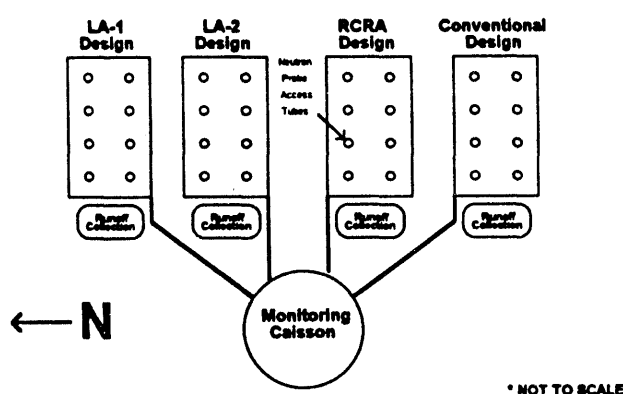 LA-1
Design
LA-2
Design
RCRA
Design
Conventional
Design
Neutron
Probe
Access
Tubes
Runoff
Collection
Runoff
Collection
Runoff
Collection
Runoff
Collection
N
Monitoring
Caisson
* NOT TO SCALE